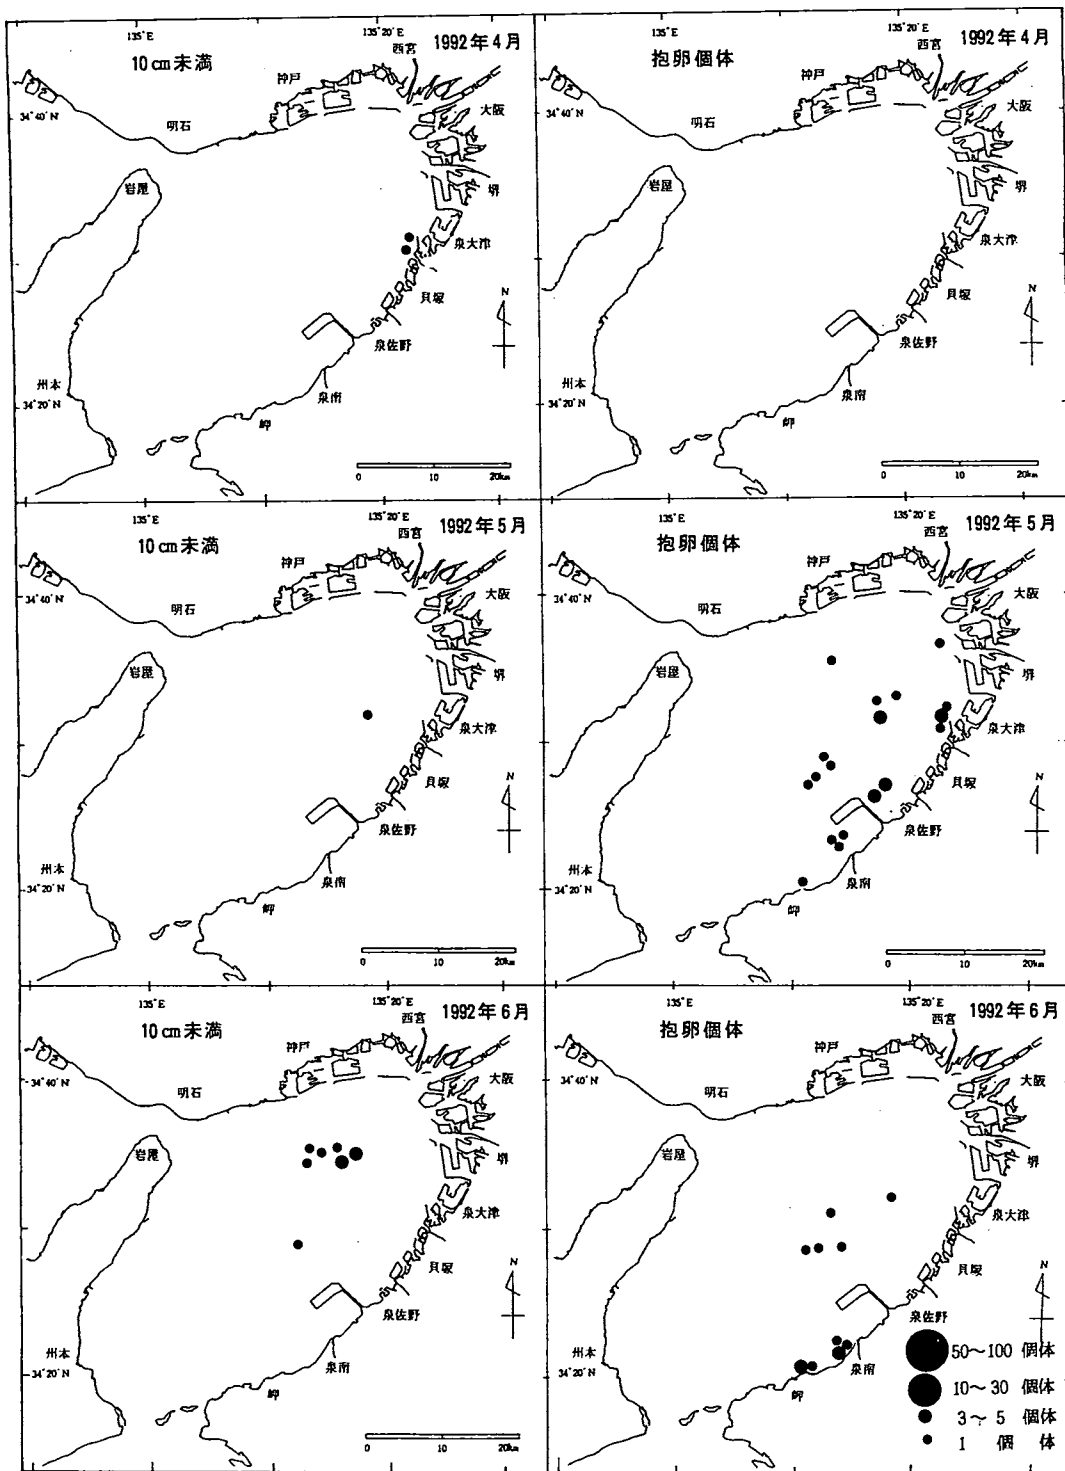 135°E
135°20'E
1992年4月
10cm未満
西宮
神戸
大阪
34°40'N
明石
岩屋
堺
泉大津
貝塚
N
泉佐野
州本
34°20'N
泉南
岬
0 10 20km
135°E
135°20'E
1992年4月
抱卵個体
西宮
神戸
大阪
34°40'N
明石
岩屋
堺
泉大津
貝塚
N
泉佐野
州本
34°20'N
泉南
岬
0 10 20km
135°E
135°20'E
1992年5月
10cm未満
西宮
神戸
大阪
34°40'N
明石
岩屋
堺
泉大津
貝塚
N
泉佐野
州本
34°20'N
泉南
岬
0 10 20km
135°E
135°20'E
1992年5月
抱卵個体
西宮
神戸
大阪
34°40'N
明石
岩屋
堺
泉大津
貝塚
N
泉佐野
州本
34°20'N
泉南
岬
0 10 20km
135°E
135°20'E
1992年6月
10cm未満
西宮
神戸
大阪
34°40'N
明石
岩屋
堺
泉大津
貝塚
N
泉佐野
州本
34°20'N
泉南
岬
0 10 20km
135°E
135°20'E
1992年6月
抱卵個体
西宮
神戸
大阪
34°40'N
明石
岩屋
堺
泉大津
貝塚
N
泉佐野
州本
34°20'N
泉南
岬
50～100 個体
10～30 個体
3～5 個体
1 個体